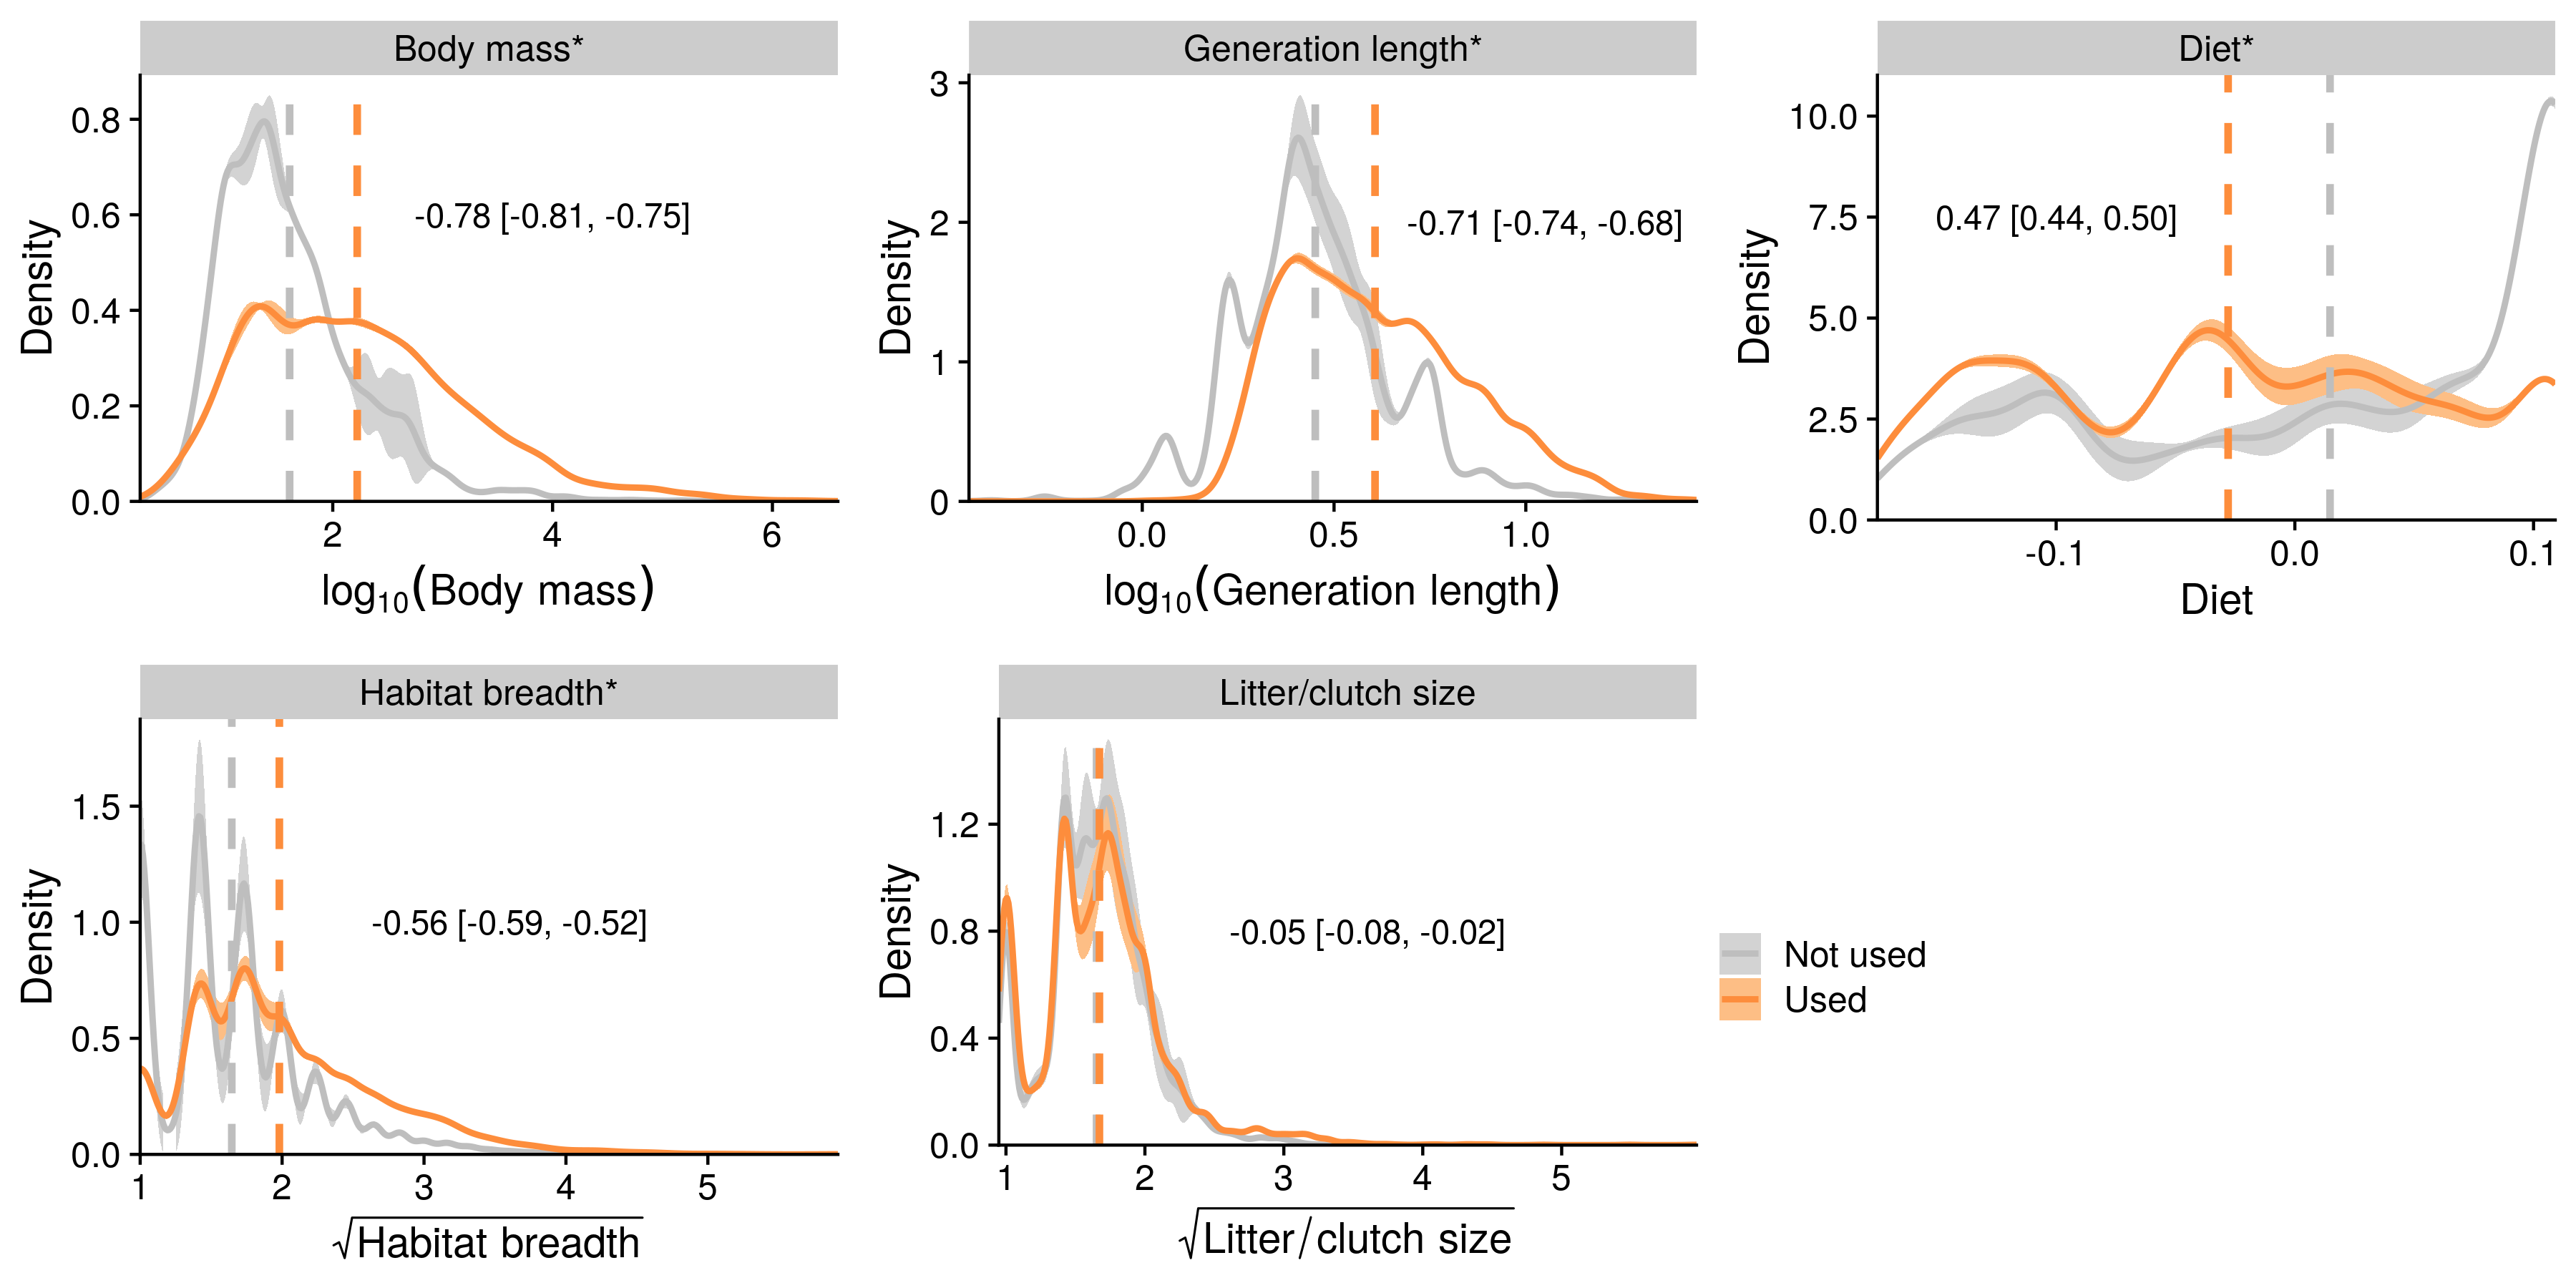 Body mass*
0.8
0.6
0.4
0.2
0.0
Density
-0.78 [-0.81, -0.75]
2 4 6
log10(Body mass)
Generation length*
3
2
1
0
Density
-0.71 [-0.74, -0.68]
0.0 0.5 1.0
log10(Generation length)
Diet*
10.0
7.5
5.0
2.5
0.0
Density
0.47 [0.44, 0.50]
-0.1 0.0 0.1
Diet
Habitat breadth*
1.5
1.0
0.5
0.0
Density
-0.56 [-0.59, -0.52]
1 2 3 4 5
√Habitat breadth
Litter/clutch size
1.2
0.8
0.4
0.0
Density
-0.05 [-0.08, -0.02]
1 2 3 4 5
√Litter/clutch size
Not used
Used